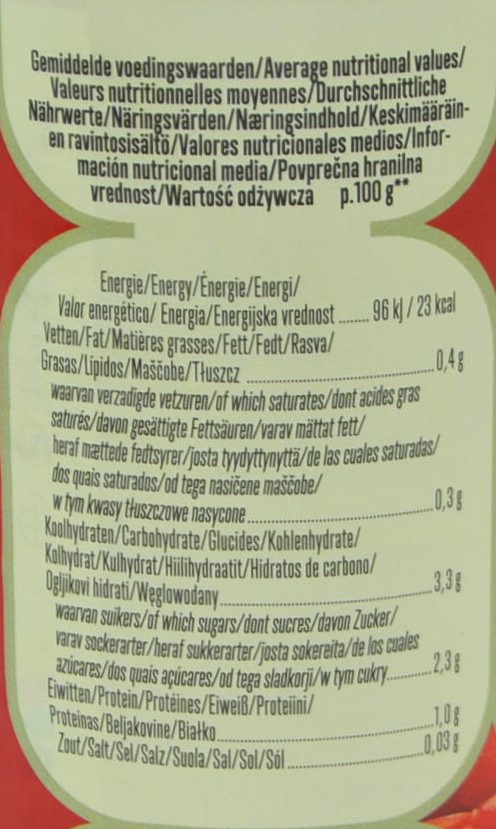 Gemiddelde voedingswaarden/Average nutritional values/
Valeurs nutritionnelles moyennes/Durchschnittliche
Nährwerte/Näringsvärden/Næringsindhold/Keskimääräin-
en ravintosisältö/Valores nutricionales medios/Infor-
mación nutricional media/Povprečna hranilna
vrednost/Wartość odżywcza p.100 g**
Energie/Energy/Énergie/Energi/
Valor energético/ Energia/Energijska vrednost ....... 96 kJ / 23 kcal
Vetten/Fat/Matières grasses/Fett/Fedt/Rasva/
Grasas/Lípidos/Maščobe/Tłuszcz ........................ 0,4 g
waarvan verzadigde vetzuren/of which saturates/dont acides gras
saturés/davon gesättigte Fettsäuren/varav mättat fett/
heraf mættede fedtsyrer/josta tyydyttynyttä/de las cuales saturadas/
dos quais saturados/od tega nasičene maščobe/
w tym kwasy tłuszczowe nasycone........................ 0,3 g
Koolhydraten/Carbohydrate/Glucides/Kohlenhydrate/
Kolhydrat/Kulhydrat/Hiilihydraatit/Hidratos de carbono/
Ogljikovi hidrati/Węglowodany........................ 3,3 g
waarvan suikers/of which sugars/dont sucres/davon Zucker/
varav sockerarter/heraf sukkerarter/josta sokereita/de los cuales
azúcares/dos quais açúcares/od tega sladkorji/w tym cukry.......... 2,3 g
Eiwitten/Protein/Protéines/Eiweiß/Proteiini/
Proteínas/Beljakovine/Białko........................ 1,0 g
Zout/Salt/Sel/Salz/Suola/Sal/Sol/Sól........................ 0,03 g